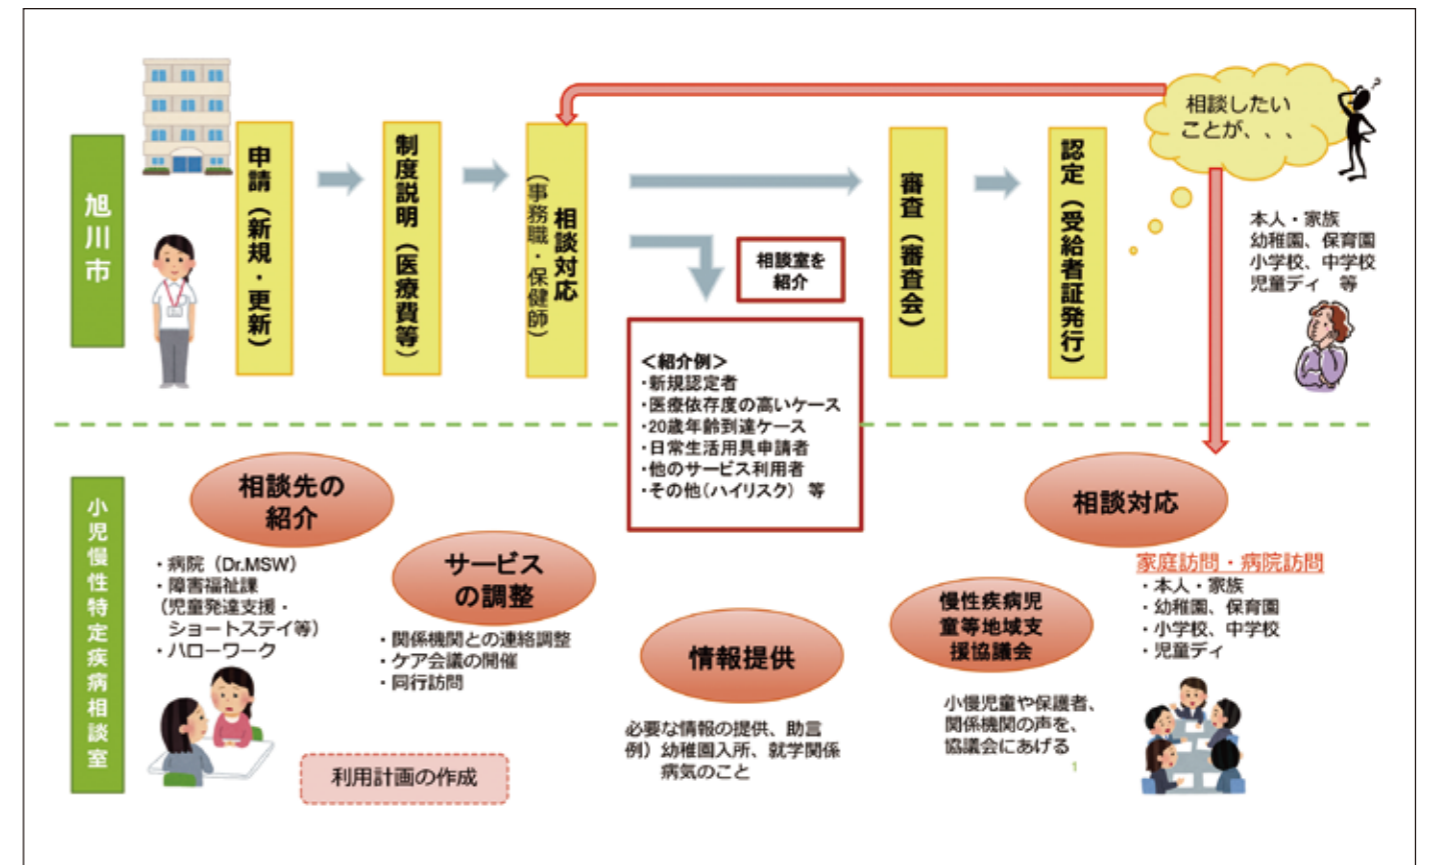 旭川市
申請（新規・更新）
制度説明（医療費等）
相談対応
（事務職・保健師）
相談室を
紹介
＜紹介例＞
・新規認定者
・医療依存度の高いケース
・20歳年齢到達ケース
・日常生活用具申請者
・他のサービス利用者
・その他（ハイリスク） 等
審査（審査会）
認定（受給者証発行）
相談したい
ことが、、、
?
本人・家族
幼稚園、保育園
小学校、中学校
児童ディ 等
小児慢性特定疾病相談室
相談先の
紹介
・病院（Dr.MSW）
・障害福祉課
（児童発達支援・
ショートステイ等）
・ハローワーク
サービス
の調整
・関係機関との連絡調整
・ケア会議の開催
・同行訪問
利用計画の作成
情報提供
必要な情報の提供、助言
例）幼稚園入所、就学関係
病気のこと
慢性疾病児
童等地域支
援協議会
小慢児童や保護者、
関係機関の声を、
協議会にあげる
1
相談対応
家庭訪問・病院訪問
・本人・家族
・幼稚園、保育園
・小学校、中学校
・児童ディ